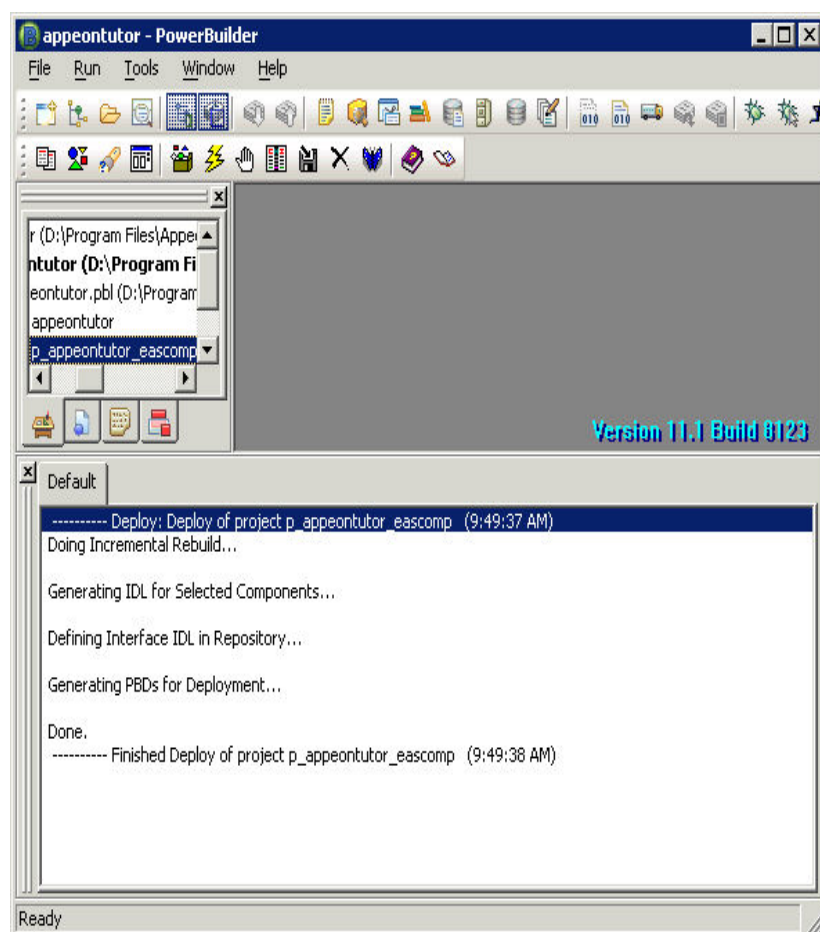 appeontutor - PowerBuilder
File Run Tools Window Help
010 010
r (D:\Program Files\Appe
ntutor (D:\Program Fi
eontutor.pbl (D:\Program
appeontutor
p_appeontutor_eascomp
Version 11.1 Build 8123
Default
---------- Deploy: Deploy of project p_appeontutor_eascomp (9:49:37 AM)
Doing Incremental Rebuild...
Generating IDL for Selected Components...
Defining Interface IDL in Repository...
Generating PBDs for Deployment...
Done.
---------- Finished Deploy of project p_appeontutor_eascomp (9:49:38 AM)
Ready